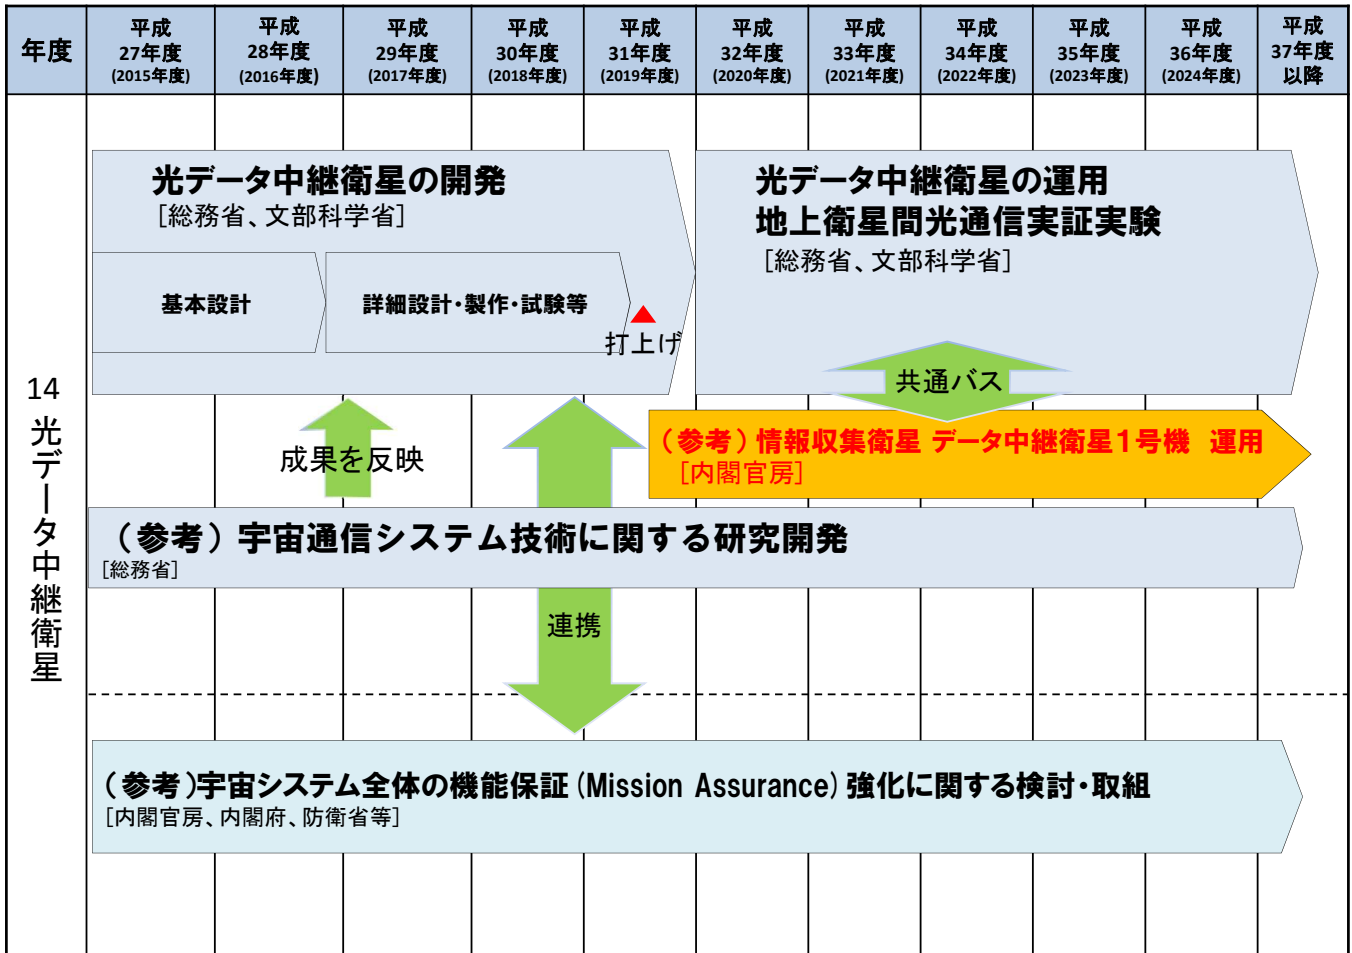 年度
平成
27年度
(2015年度)
平成
28年度
(2016年度)
平成
29年度
(2017年度)
平成
30年度
(2018年度)
平成
31年度
(2019年度)
平成
32年度
(2020年度)
平成
33年度
(2021年度)
平成
34年度
(2022年度)
平成
35年度
(2023年度)
平成
36年度
(2024年度)
平成
37年度
以降
14
光データ中継衛星
光データ中継衛星の開発
[総務省、文部科学省]
基本設計
詳細設計・製作・試験等
打上げ
光データ中継衛星の運用
地上衛星間光通信実証実験
[総務省、文部科学省]
共通バス
成果を反映
（参考）情報収集衛星 データ中継衛星１号機 運用
[内閣官房]
（参考）宇宙通信システム技術に関する研究開発
[総務省]
連携
（参考）宇宙システム全体の機能保証(Mission Assurance)強化に関する検討・取組
[内閣官房、内閣府、防衛省等]